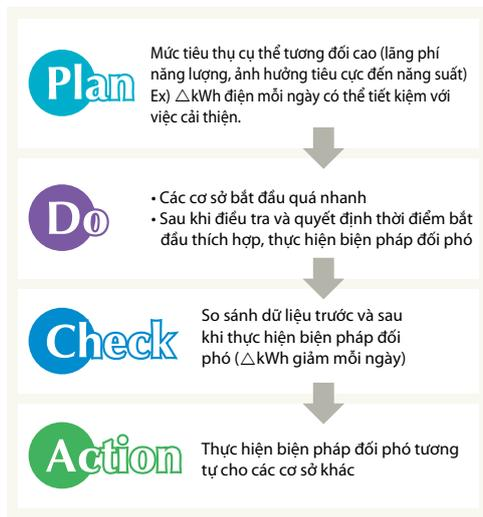 Plan
Mức tiêu thụ cụ thể tương đối cao (lãng phí
năng lượng, ảnh hưởng tiêu cực đến năng suất)
Ex) △kWh điện mỗi ngày có thể tiết kiệm với
việc cải thiện.
Do
• Các cơ sở bắt đầu quá nhanh
• Sau khi điều tra và quyết định thời điểm bắt
đầu thích hợp, thực hiện biện pháp đối phó
Check
So sánh dữ liệu trước và sau
khi thực hiện biện pháp đối
phó (△kWh giảm mỗi ngày)
Action
Thực hiện biện pháp đối phó tương
tự cho các cơ sở khác